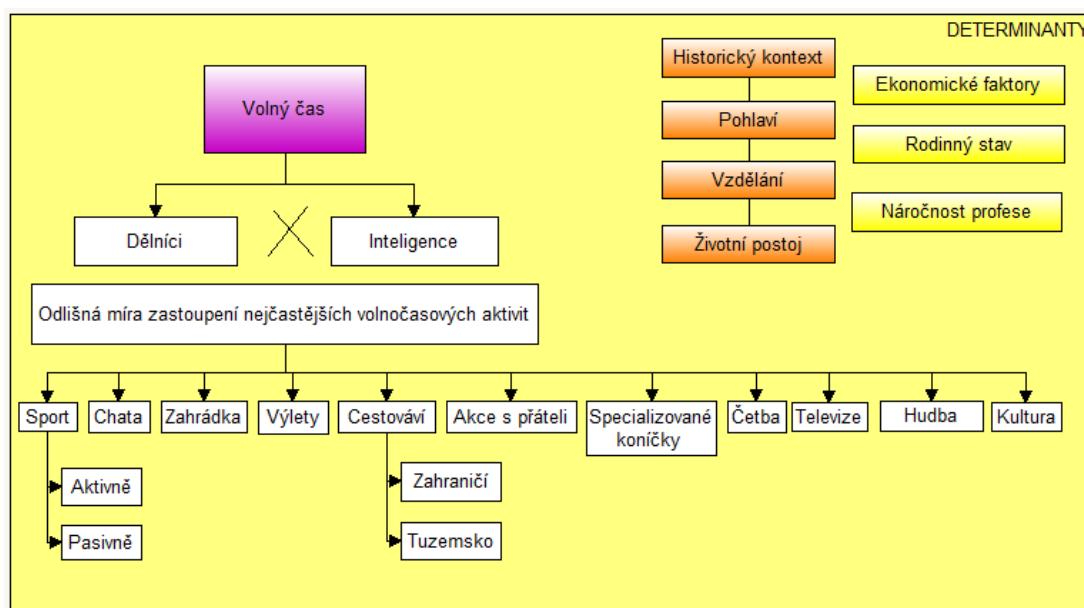 DETERMINANTY
Historický kontext
Ekonomické faktory
Volný čas
Pohlaví
Rodinný stav
Vzdělání
Náročnost profese
Dělníci
Inteligence
Životní postoj
Odlišná míra zastoupení nejčastějších volnočasových aktivit
Sport
Chata
Zahrádka
Výlety
Cestováví
Akce s přáteli
Specializované
koníčky
Četba
Televize
Hudba
Kultura
Aktivně
Zahraničí
Pasivně
Tuzemsko